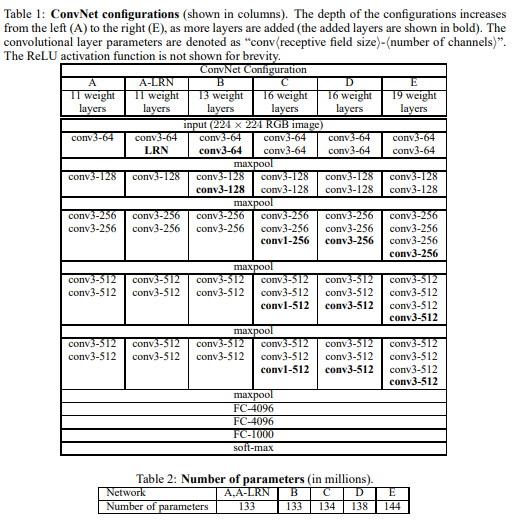 Table 1: ConvNet configurations (shown in columns). The depth of the configurations increases
from the left (A) to the right (E), as more layers are added (the added layers are shown in bold). The
convolutional layer parameters are denoted as “conv⟨receptive field size⟩-⟨number of channels⟩”.
The ReLU activation function is not shown for brevity.
ConvNet Configuration
A A-LRN B C D E
11 weight 11 weight 13 weight 16 weight 16 weight 19 weight
layers layers layers layers layers layers
input (224 × 224 RGB image)
conv3-64 conv3-64 conv3-64 conv3-64 conv3-64 conv3-64
LRN conv3-64 conv3-64 conv3-64 conv3-64
maxpool
conv3-128 conv3-128 conv3-128 conv3-128 conv3-128 conv3-128
conv3-128 conv3-128 conv3-128 conv3-128
maxpool
conv3-256 conv3-256 conv3-256 conv3-256 conv3-256 conv3-256
conv3-256 conv3-256 conv3-256 conv3-256 conv3-256 conv3-256
conv1-256 conv3-256 conv3-256
conv3-256
maxpool
conv3-512 conv3-512 conv3-512 conv3-512 conv3-512 conv3-512
conv3-512 conv3-512 conv3-512 conv3-512 conv3-512 conv3-512
conv1-512 conv3-512 conv3-512
conv3-512
maxpool
conv3-512 conv3-512 conv3-512 conv3-512 conv3-512 conv3-512
conv3-512 conv3-512 conv3-512 conv3-512 conv3-512 conv3-512
conv1-512 conv3-512 conv3-512
conv3-512
maxpool
FC-4096
FC-4096
FC-1000
soft-max
Table 2: Number of parameters (in millions).
Network A,A-LRN B C D E
Number of parameters 133 133 134 138 144